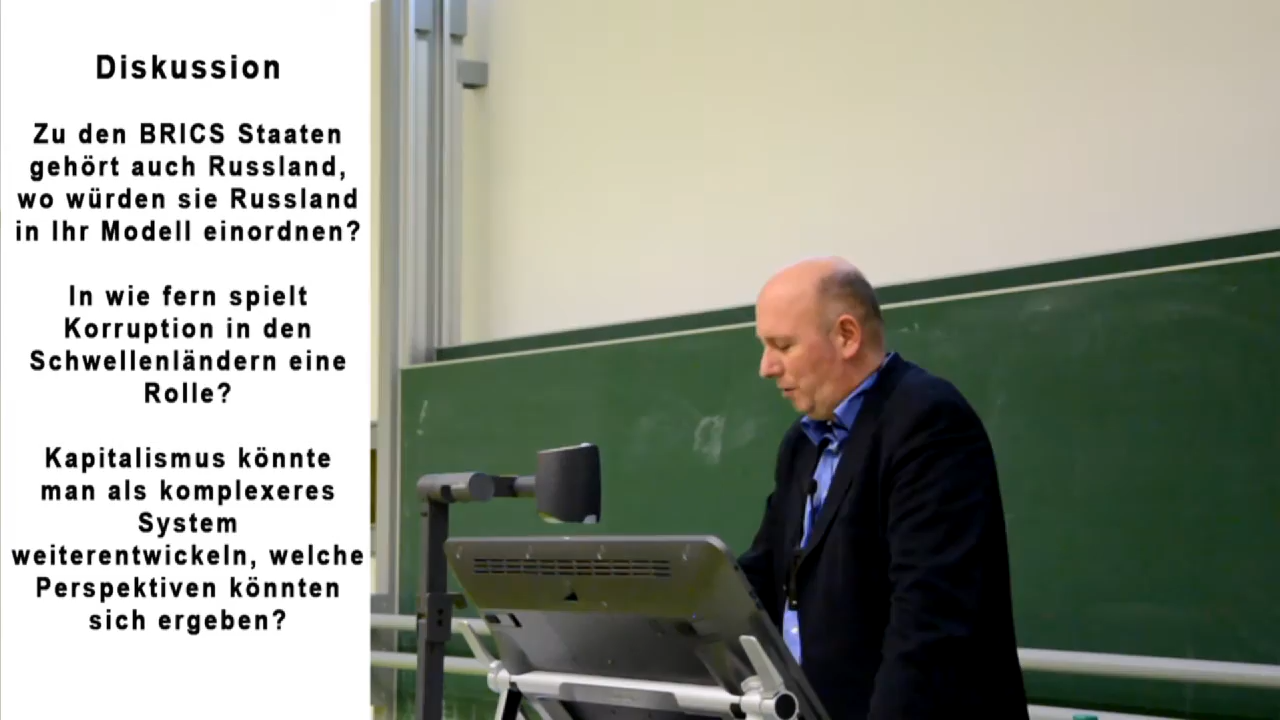 Diskussion
Zu den BRICS Staaten
gehört auch Russland,
wo würden sie Russland
in Ihr Modell einordnen?
In wie fern spielt
Korruption in den
Schwellenländern eine
Rolle?
Kapitalismus könnte
man als komplexeres
System
weiterentwickeln, welche
Perspektiven könnten
sich ergeben?